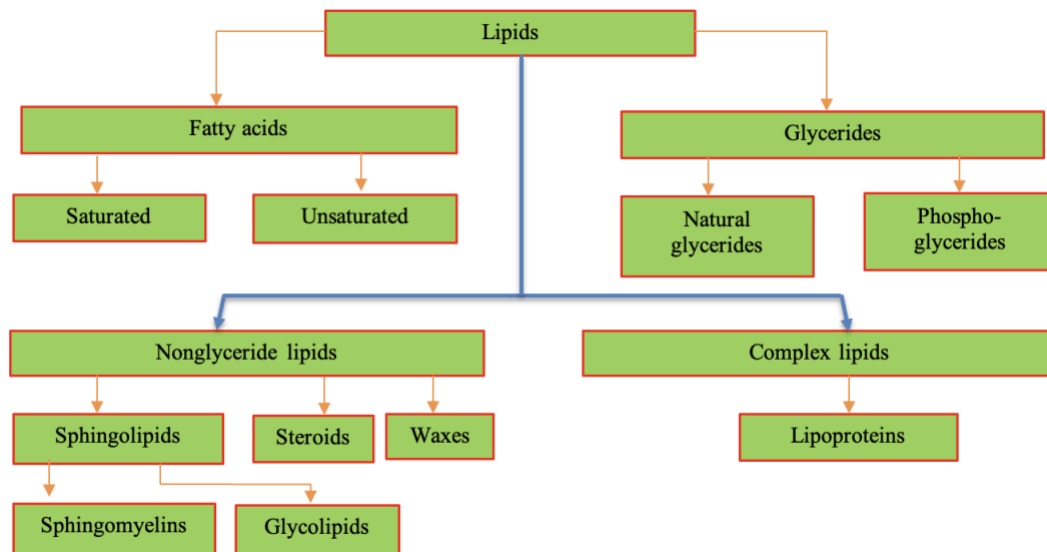 Lipids
Fatty acids
Glycerides
Saturated
Unsaturated
Natural
glycerides
Phospho-
glycerides
Nonglyceride lipids
Complex lipids
Sphingolipids
Steroids
Waxes
Lipoproteins
Sphingomyelins
Glycolipids